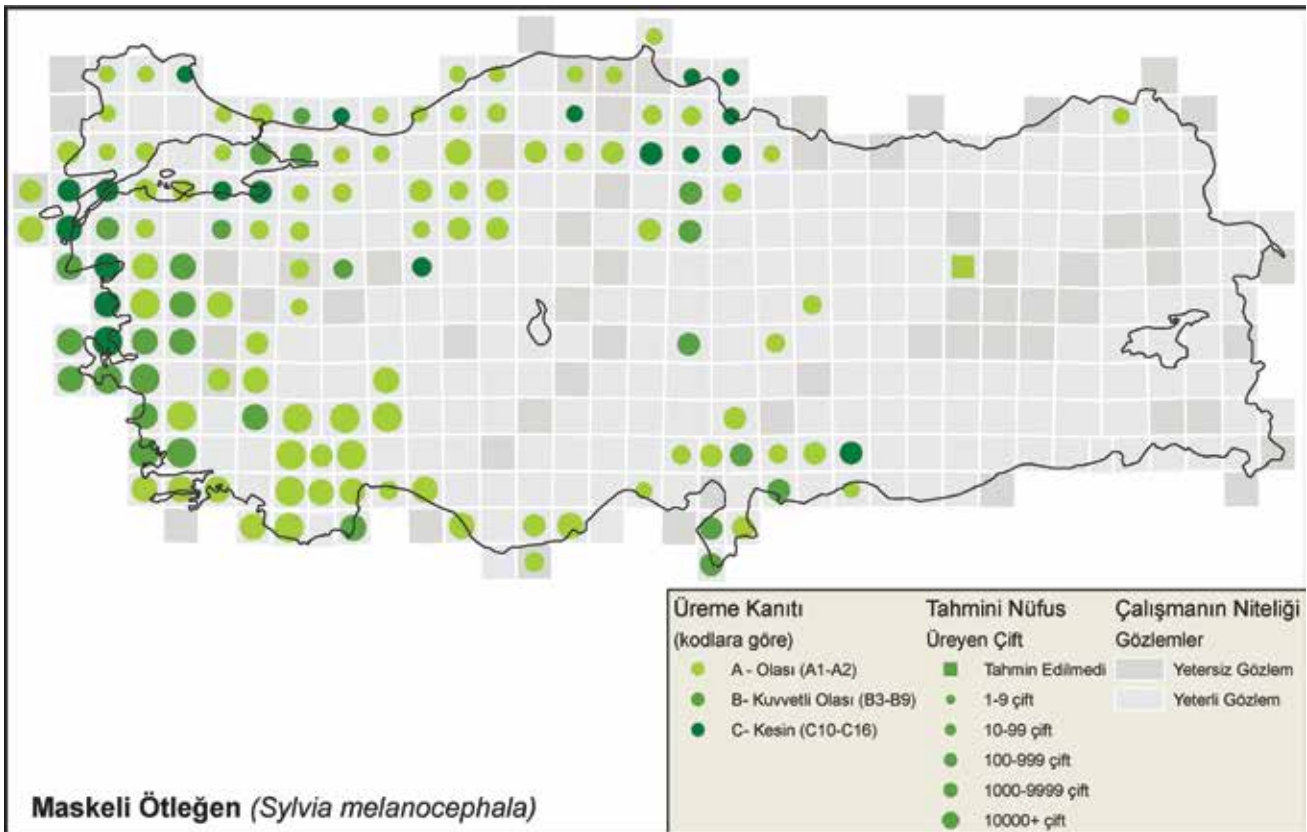 Üreme Kanıtı
(kodlara göre)
A - Olası (A1-A2)
B- Kuvvetli Olası (B3-B9)
C- Kesin (C10-C16)
Tahmini Nüfus
Üreyen Çift
Tahmin Edilmedi
1-9 çift
10-99 çift
100-999 çift
1000-9999 çift
10000+ çift
Çalışmanın Niteliği
Gözlemler
Yetersiz Gözlem
Yeterli Gözlem
Maskeli Ötleğen (Sylvia melanocephala)